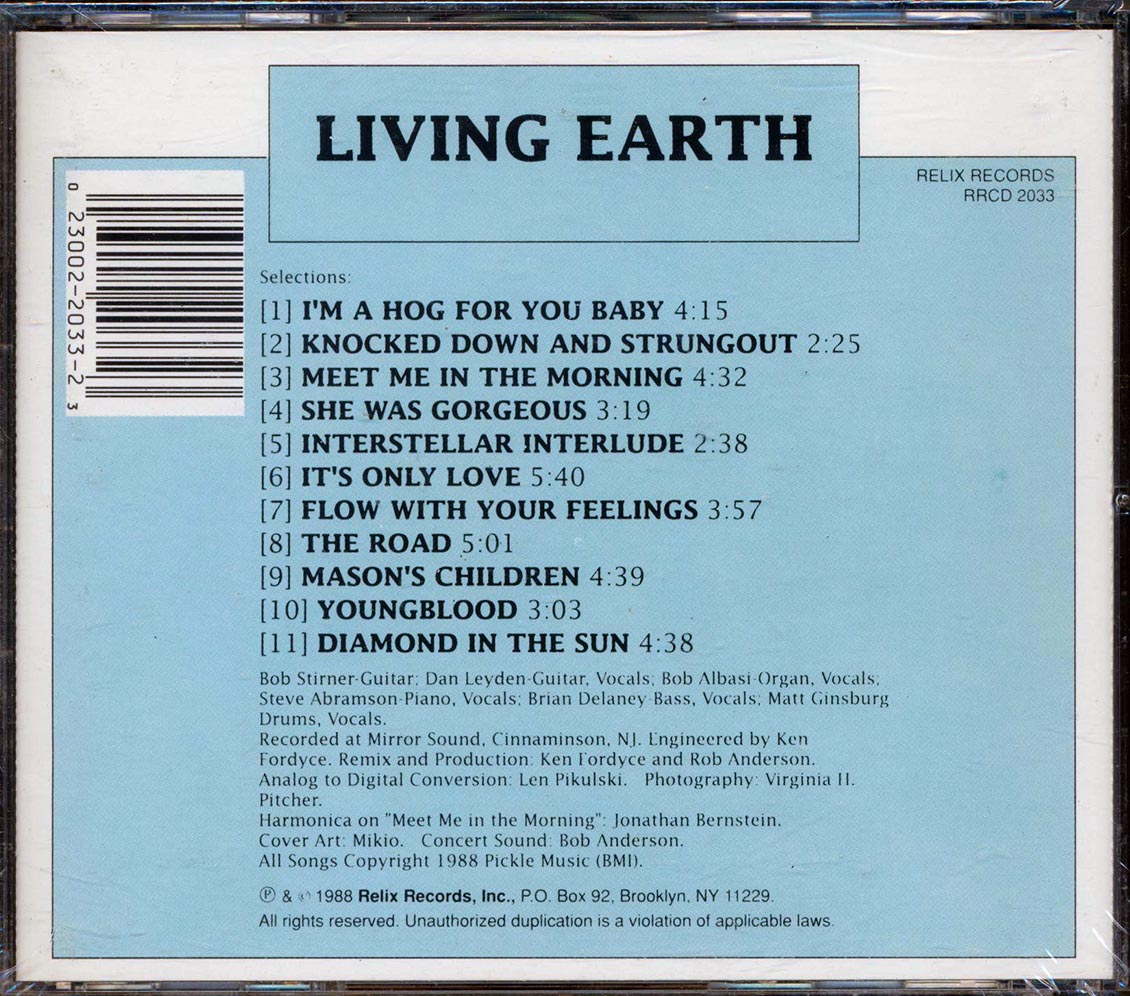 LIVING EARTH
RELIX RECORDS
RRCD 2033
0 23002-2033-2 3
Selections:
[1] I'M A HOG FOR YOU BABY 4:15
[2] KNOCKED DOWN AND STRUNGOUT 2:25
[3] MEET ME IN THE MORNING 4:32
[4] SHE WAS GORGEOUS 3:19
[5] INTERSTELLAR INTERLUDE 2:38
[6] IT'S ONLY LOVE 5:40
[7] FLOW WITH YOUR FEELINGS 3:57
[8] THE ROAD 5:01
[9] MASON'S CHILDREN 4:39
[10] YOUNGBLOOD 3:03
[11] DIAMOND IN THE SUN 4:38
Bob Stirner-Guitar; Dan Leyden-Guitar, Vocals; Bob Albasi-Organ, Vocals;
Steve Abramson-Piano, Vocals; Brian Delaney-Bass, Vocals; Matt Ginsburg
Drums, Vocals.
Recorded at Mirror Sound, Cinnaminson, NJ. Engineered by Ken
Fordyce. Remix and Production: Ken Fordyce and Rob Anderson.
Analog to Digital Conversion: Len Pikulski. Photography: Virginia H.
Pitcher.
Harmonica on "Meet Me in the Morning": Jonathan Bernstein.
Cover Art: Mikio. Concert Sound: Bob Anderson.
All Songs Copyright 1988 Pickle Music (BMI).
℗ & © 1988 Relix Records, Inc., P.O. Box 92, Brooklyn, NY 11229.
All rights reserved. Unauthorized duplication is a violation of applicable laws.